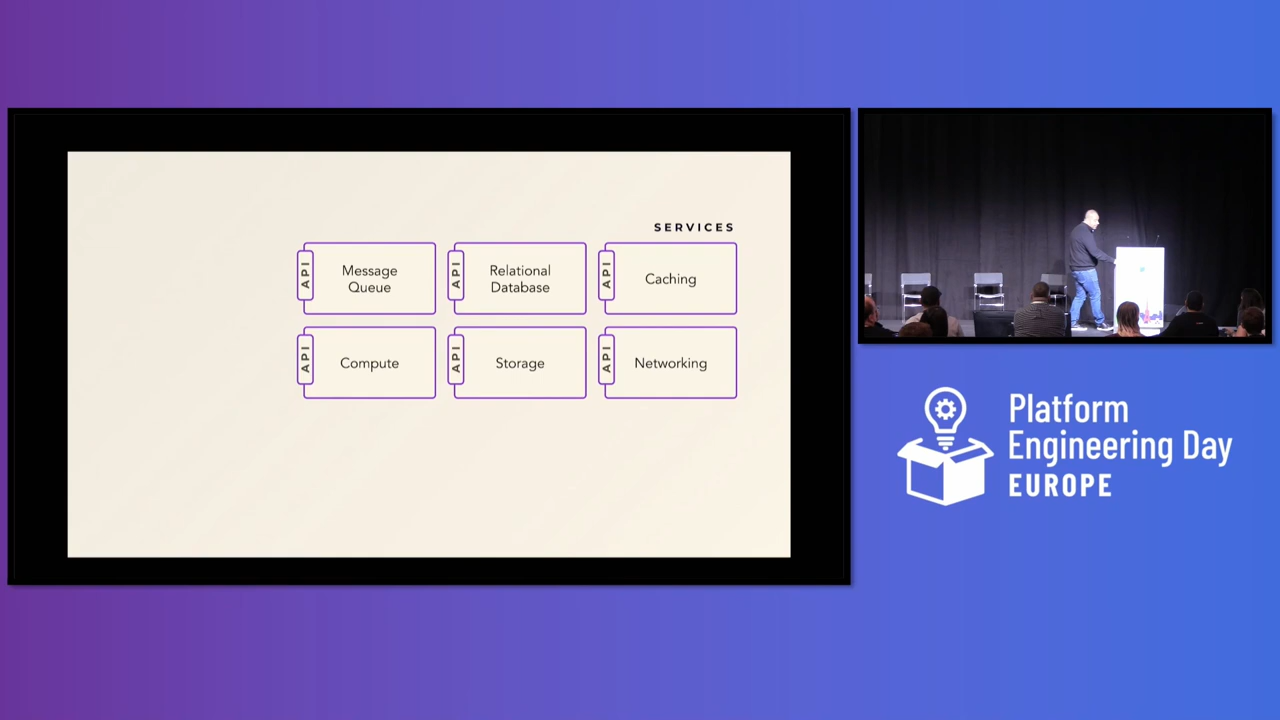 SERVICES
API
Message
Queue
API
Relational
Database
API
Caching
API
Compute
API
Storage
API
Networking
Platform
Engineering Day
EUROPE